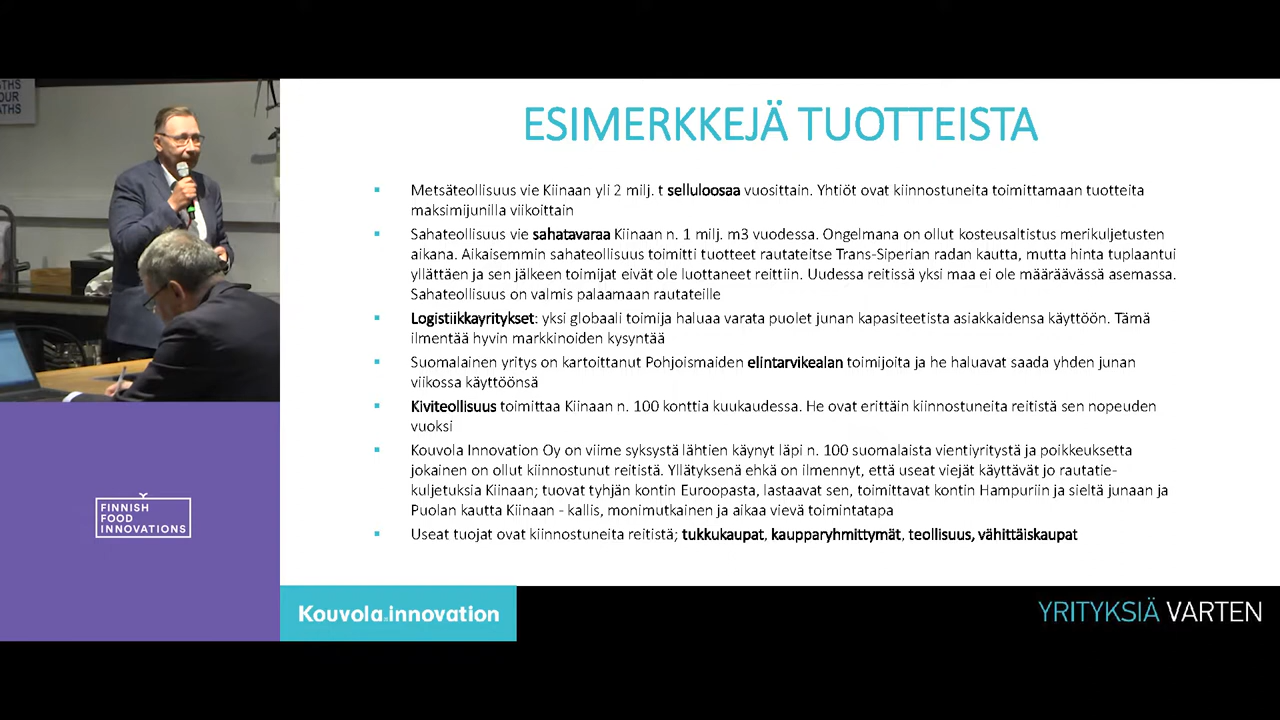 ESIMERKKEJÄ TUOTTEISTA
Metsäteollisuus vie Kiinaan yli 2 milj. t selluloosaa vuosittain. Yhtiöt ovat kiinnostuneita toimittamaan tuotteita
maksimijunilla viikoittain
Sahateollisuus vie sahatavaraa Kiinaan n. 1 milj. m3 vuodessa. Ongelmana on ollut kosteusaltistus merikuljetusten
aikana. Aikaisemmin sahateollisuus toimitti tuotteet rautateitse Trans-Siperian radan kautta, mutta hinta tuplaantui
yllättäen ja sen jälkeen toimijat eivät ole luottaneet reittiin. Uudessa reitissä yksi maa ei ole määräävässä asemassa.
Sahateollisuus on valmis palaamaan rautateille
Logistiikkayritykset: yksi globaali toimija haluaa varata puolet junan kapasiteetista asiakkaidensa käyttöön. Tämä
ilmentää hyvin markkinoiden kysyntää
Suomalainen yritys on kartoittanut Pohjoismaiden elintarvikealan toimijoita ja he haluavat saada yhden junan
viikossa käyttöönsä
Kiviteollisuus toimittaa Kiinaan n. 100 konttia kuukaudessa. He ovat erittäin kiinnostuneita reitistä sen nopeuden
vuoksi
Kouvola Innovation Oy on viime syksystä lähtien käynyt läpi n. 100 suomalaista vientiyritystä ja poikkeuksetta
jokainen on ollut kiinnostunut reitistä. Yllätyksenä ehkä on ilmennyt, että useat viejät käyttävät jo rautatie-
kuljetuksia Kiinaan; tuovat tyhjän kontin Euroopasta, lastaavat sen, toimittavat kontin Hampuriin ja sieltä junaan ja
Puolan kautta Kiinaan - kallis, monimutkainen ja aikaa vievä toimintatapa
Useat tuojat ovat kiinnostuneita reitistä; tukkukaupat, kaupparyhmittymät, teollisuus, vähittäiskaupat
FINNISH
FOOD
INNOVATIONS
Kouvola.innovation
YRITYKSIÄ VARTEN